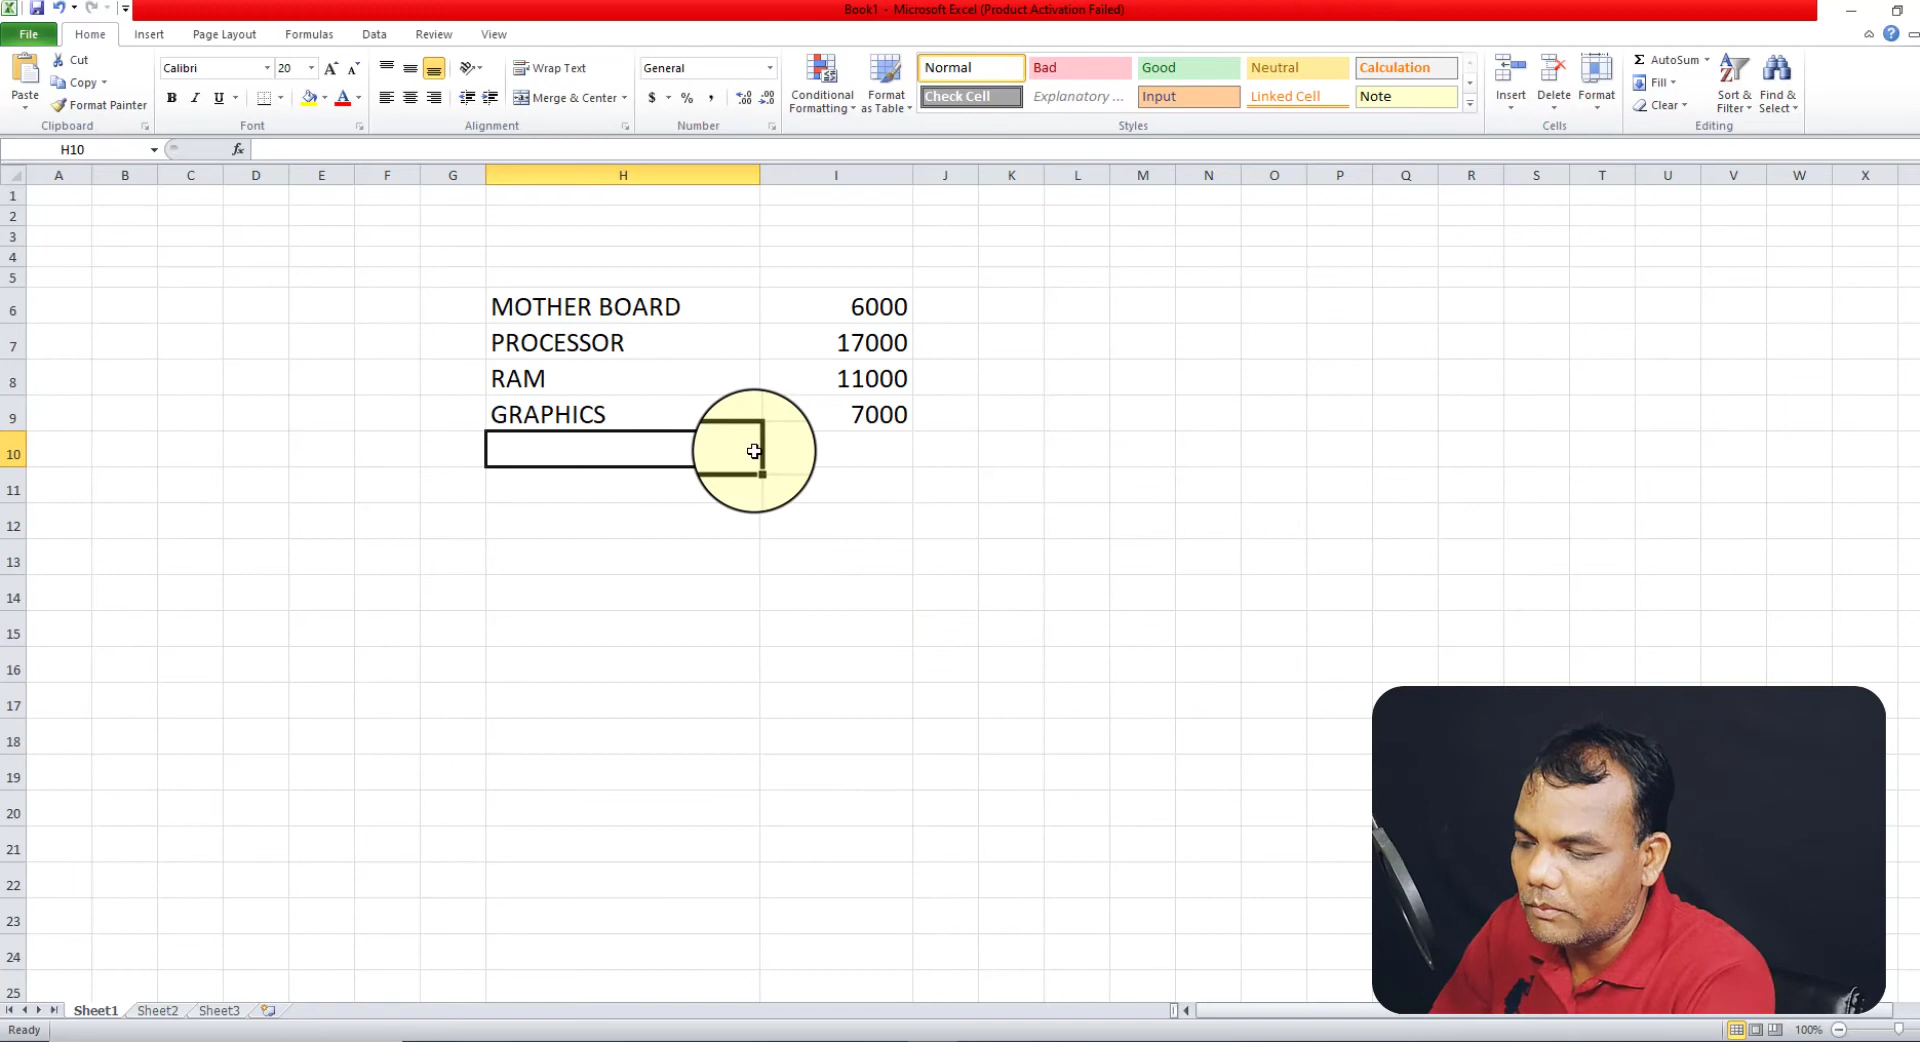 Book1 - Microsoft Excel (Product Activation Failed)
File Home Insert Page Layout Formulas Data Review View
Paste Cut Copy Format Painter Clipboard
Calibri 20 B I U Font
Wrap Text Merge & Center Alignment
General $ % , Number
Conditional Formatting Format as Table
Normal Bad Good Neutral Calculation
Check Cell Explanatory ... Input Linked Cell Note
Styles
Insert Delete Format Cells
Σ AutoSum Fill Clear Sort & Filter Find & Select Editing
H10 fx
A B C D E F G H I J K L M N O P Q R S T U V W X
1
2
3
4
5
6 MOTHER BOARD 6000
7 PROCESSOR 17000
8 RAM 11000
9 GRAPHICS 7000
10
11
12
13
14
15
16
17
18
19
20
21
22
23
24
25
Sheet1 Sheet2 Sheet3
Ready 100%